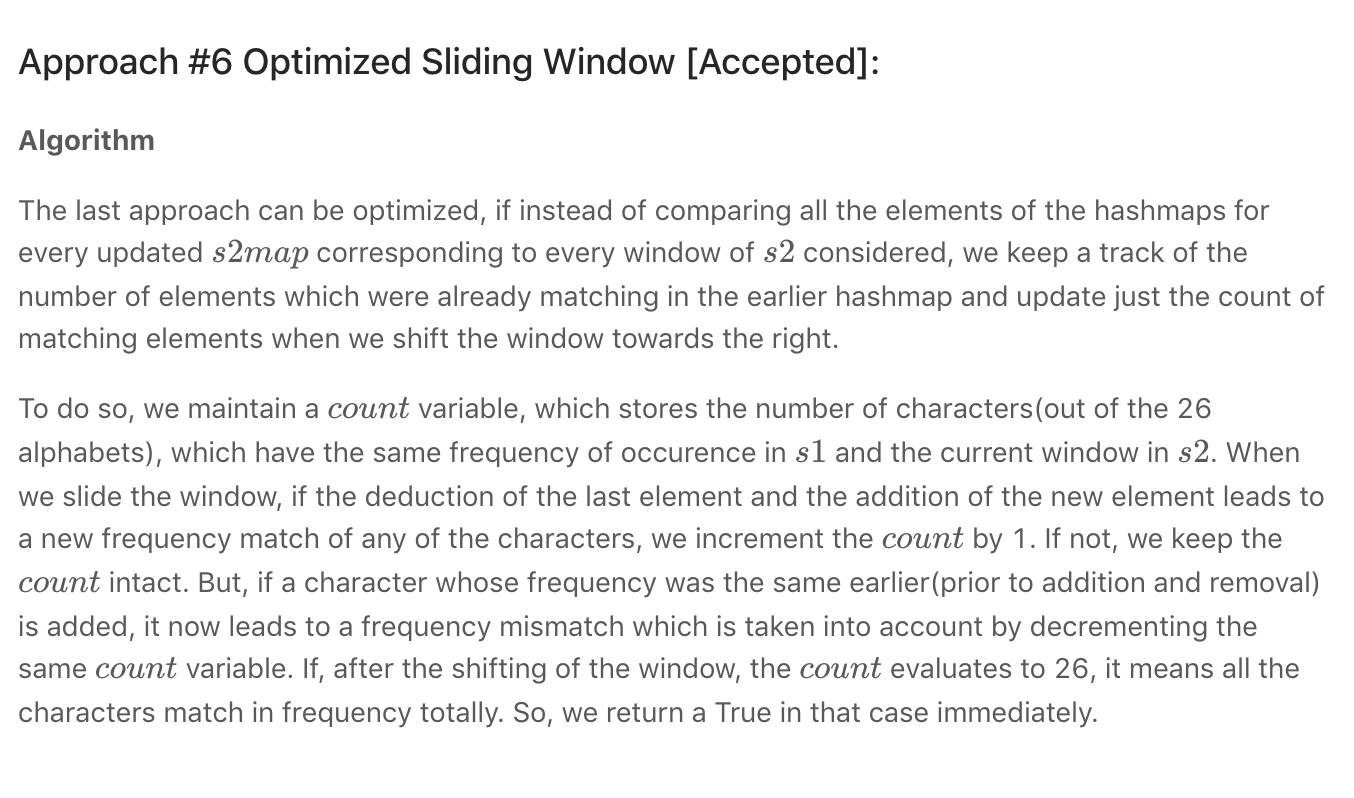 Approach #6 Optimized Sliding Window [Accepted]:
Algorithm
The last approach can be optimized, if instead of comparing all the elements of the hashmaps for
every updated s2map corresponding to every window of s2 considered, we keep a track of the
number of elements which were already matching in the earlier hashmap and update just the count of
matching elements when we shift the window towards the right.
To do so, we maintain a count variable, which stores the number of characters(out of the 26
alphabets), which have the same frequency of occurence in s1 and the current window in s2. When
we slide the window, if the deduction of the last element and the addition of the new element leads to
a new frequency match of any of the characters, we increment the count by 1. If not, we keep the
count intact. But, if a character whose frequency was the same earlier(prior to addition and removal)
is added, it now leads to a frequency mismatch which is taken into account by decrementing the
same count variable. If, after the shifting of the window, the count evaluates to 26, it means all the
characters match in frequency totally. So, we return a True in that case immediately.